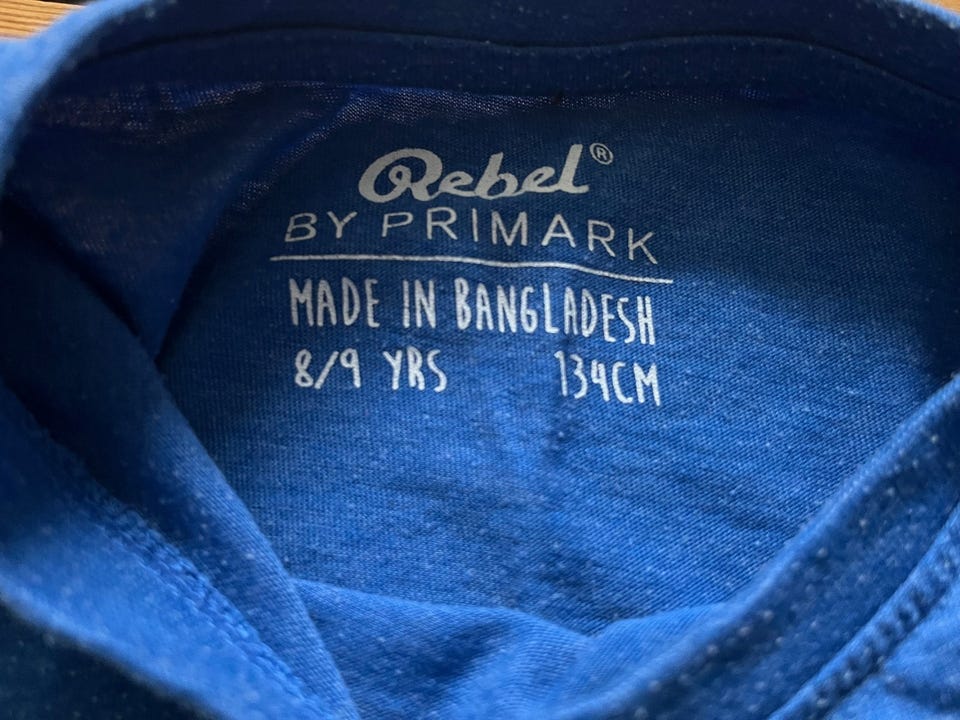 Rebel®
BY PRIMARK
MADE IN BANGLADESH
8/9 YRS 134CM